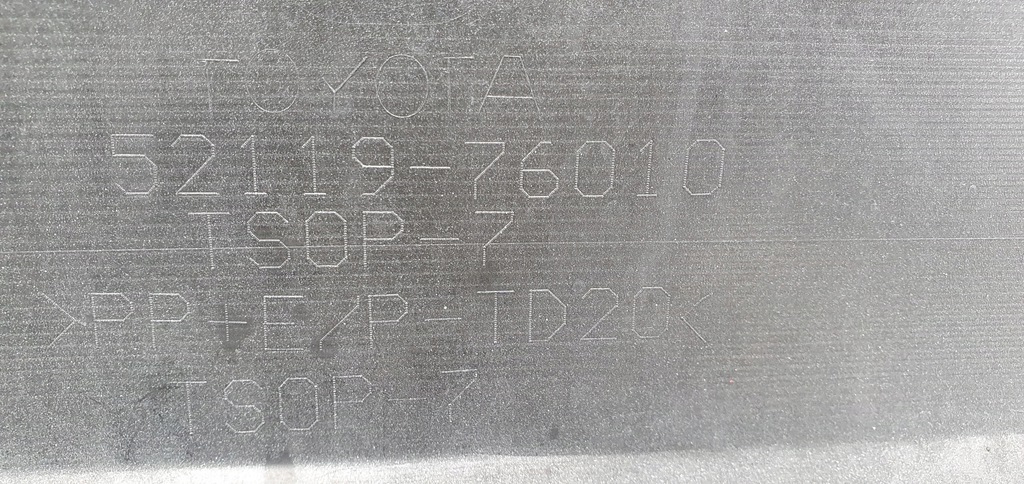 TOYOTA
52119-76010
TSOP-7
>PP+E/P-TD20<
TSOP-7